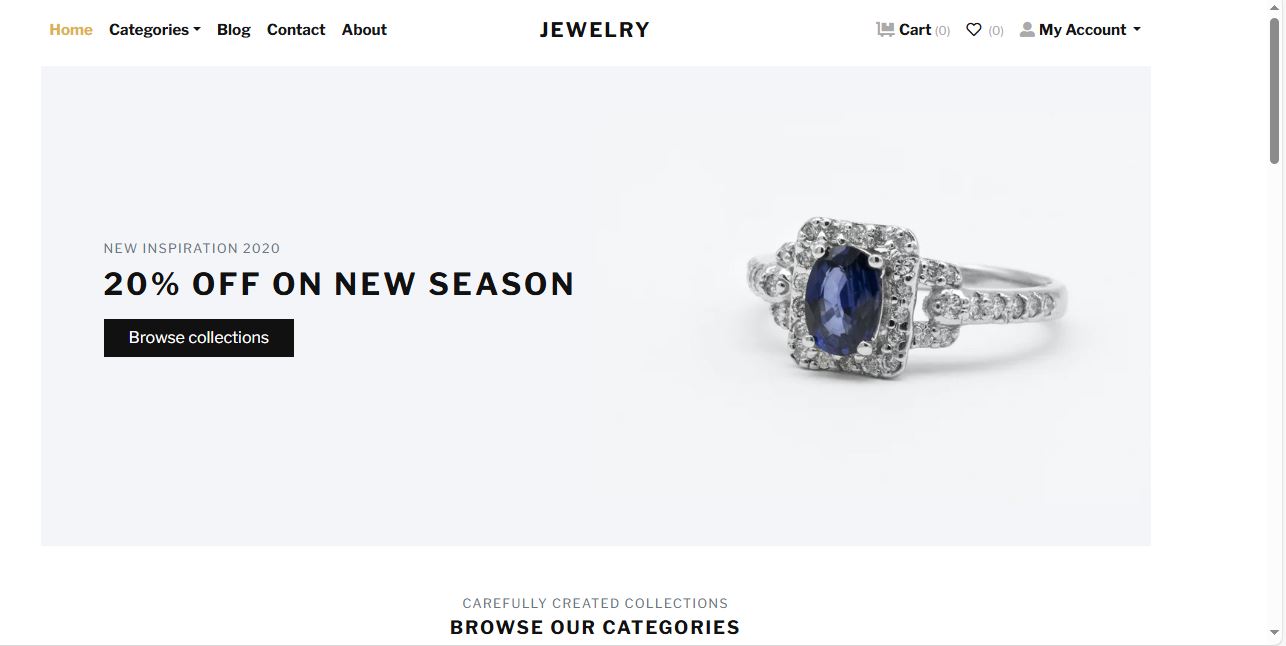 Home Categories Blog Contact About JEWELRY Cart (0) (0) My Account
NEW INSPIRATION 2020
20% OFF ON NEW SEASON
Browse collections
CAREFULLY CREATED COLLECTIONS
BROWSE OUR CATEGORIES